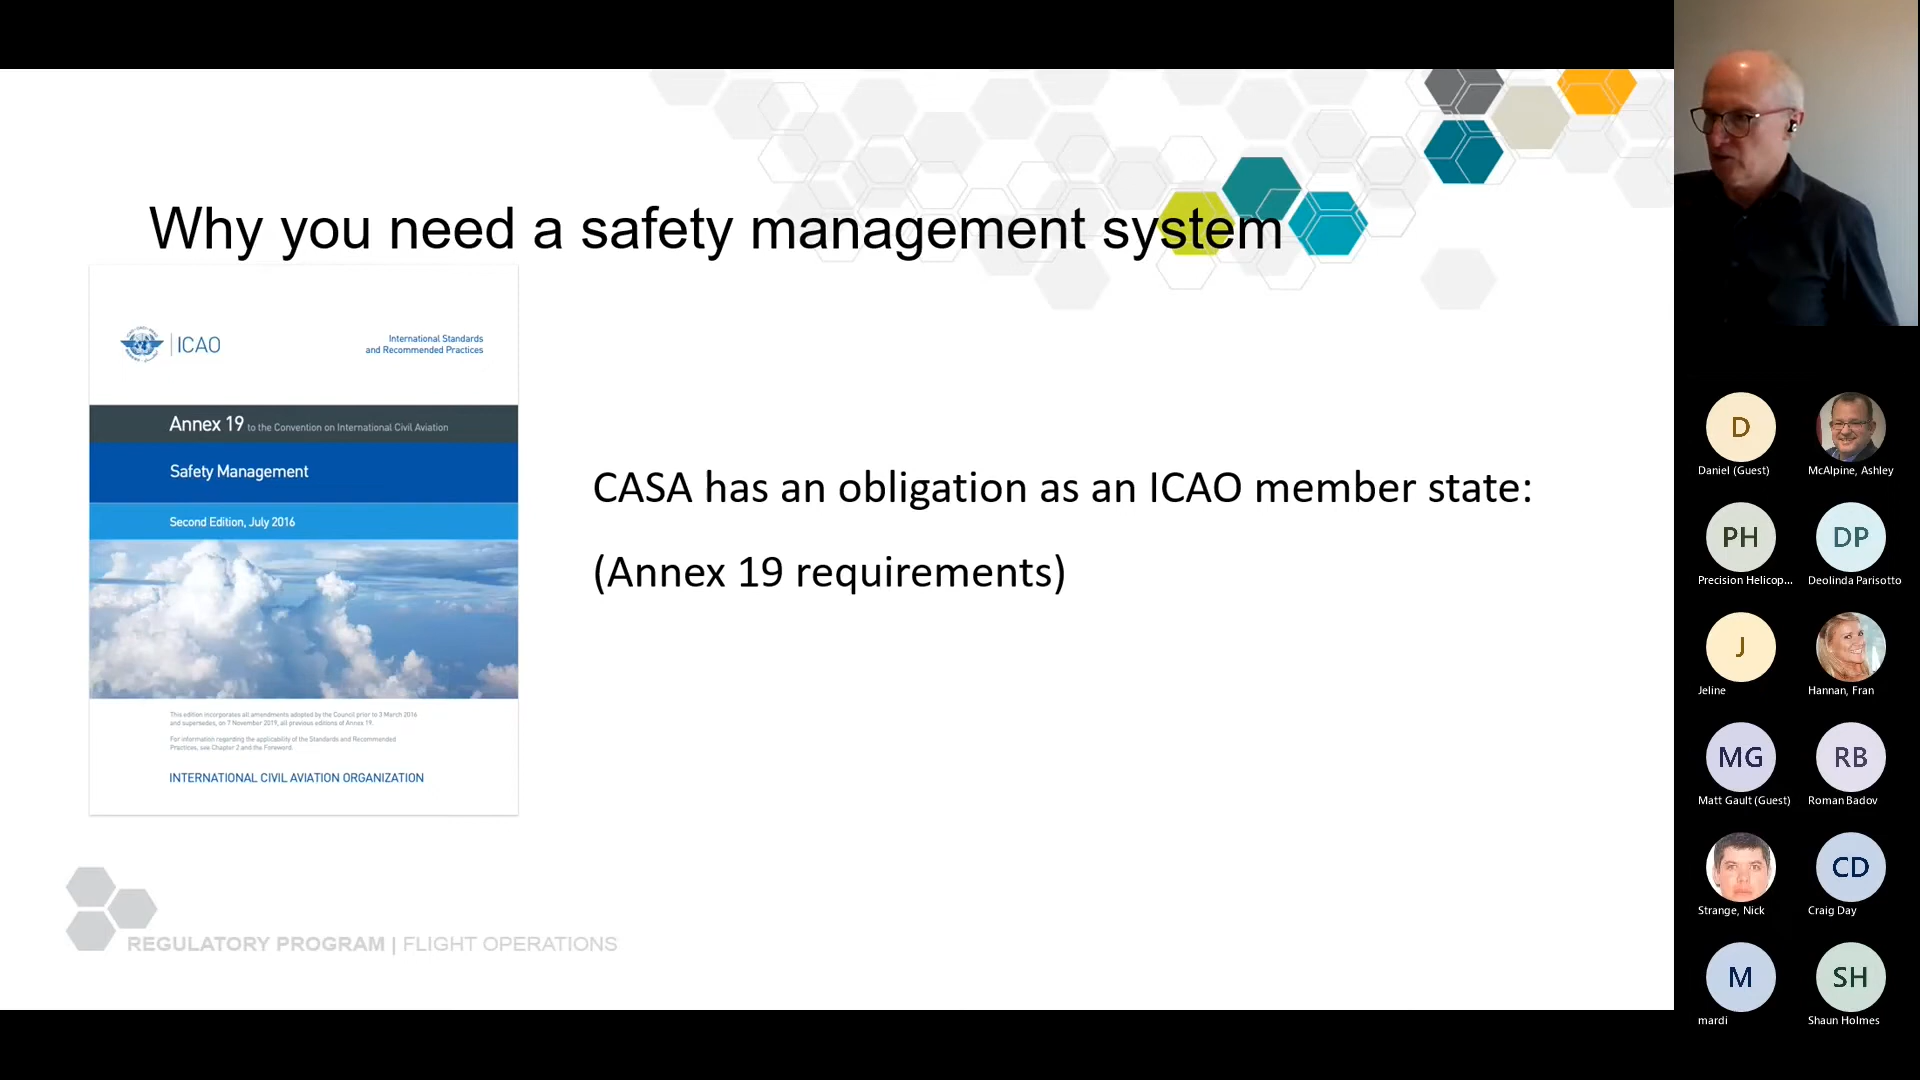 Why you need a safety management system
ICAO
International Standards
and Recommended Practices
Annex 19 to the Convention on International Civil Aviation
Safety Management
Second Edition, July 2016
This edition incorporates all amendments adopted by the Council prior to 3 March 2016
and supersedes, on 7 November 2019, all previous editions of Annex 19.
For information regarding the applicability of the Standards and Recommended
Practices, see Chapter 2 and the Foreword.
INTERNATIONAL CIVIL AVIATION ORGANIZATION
CASA has an obligation as an ICAO member state:
(Annex 19 requirements)
REGULATORY PROGRAM | FLIGHT OPERATIONS
D
Daniel (Guest)
McAlpine, Ashley
PH
DP
Precision Helicop...
Deolinda Parisotto
J
Jeline
Hannan, Fran
MG
RB
Matt Gault (Guest)
Roman Badov
Strange, Nick
CD
Craig Day
M
SH
mardi
Shaun Holmes